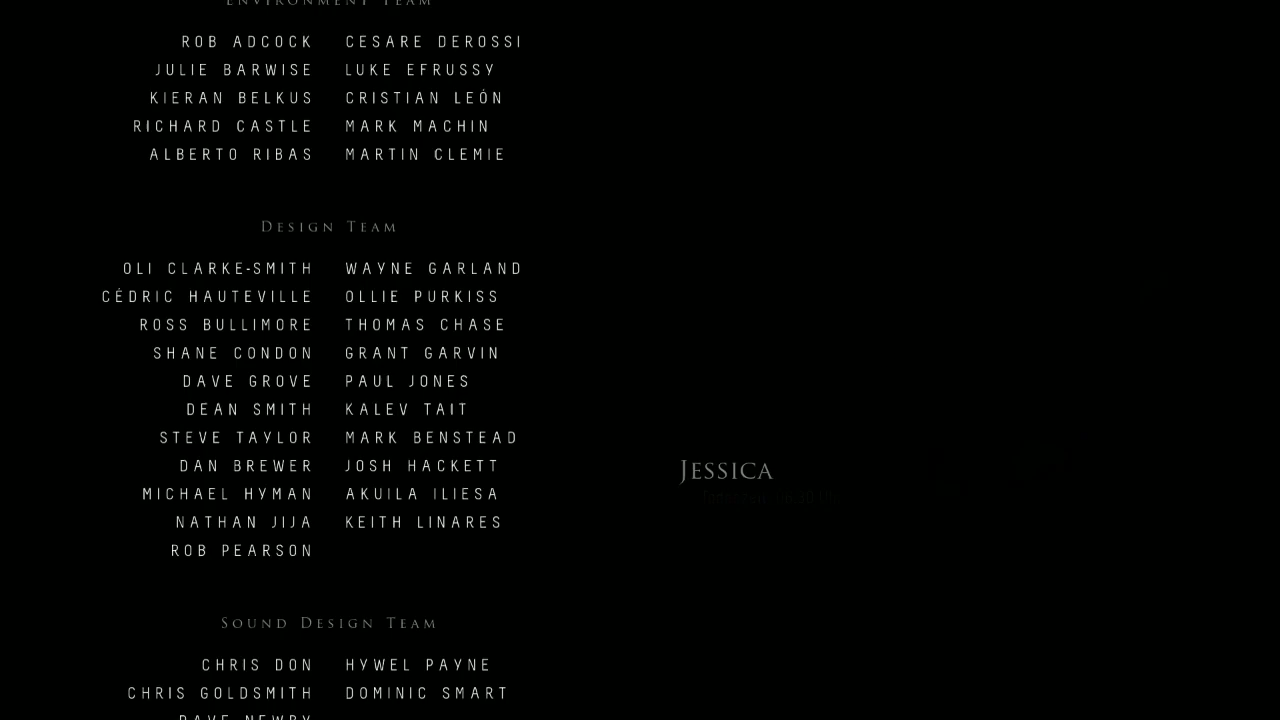 ENVIRONMENT TEAM
ROB ADCOCK CESARE DEROSSI
JULIE BARWISE LUKE EFRUSSY
KIERAN BELKUS CRISTIAN LEÓN
RICHARD CASTLE MARK MACHIN
ALBERTO RIBAS MARTIN CLEMIE
DESIGN TEAM
OLI CLARKE-SMITH WAYNE GARLAND
CÉDRIC HAUTEVILLE OLLIE PURKISS
ROSS BULLIMORE THOMAS CHASE
SHANE CONDON GRANT GARVIN
DAVE GROVE PAUL JONES
DEAN SMITH KALEV TAIT
STEVE TAYLOR MARK BENSTEAD
DAN BREWER JOSH HACKETT
MICHAEL HYMAN AKUILA ILIESA
NATHAN JIJA KEITH LINARES
ROB PEARSON
SOUND DESIGN TEAM
CHRIS DON HYWEL PAYNE
CHRIS GOLDSMITH DOMINIC SMART
DAVE NEWBY
JESSICA